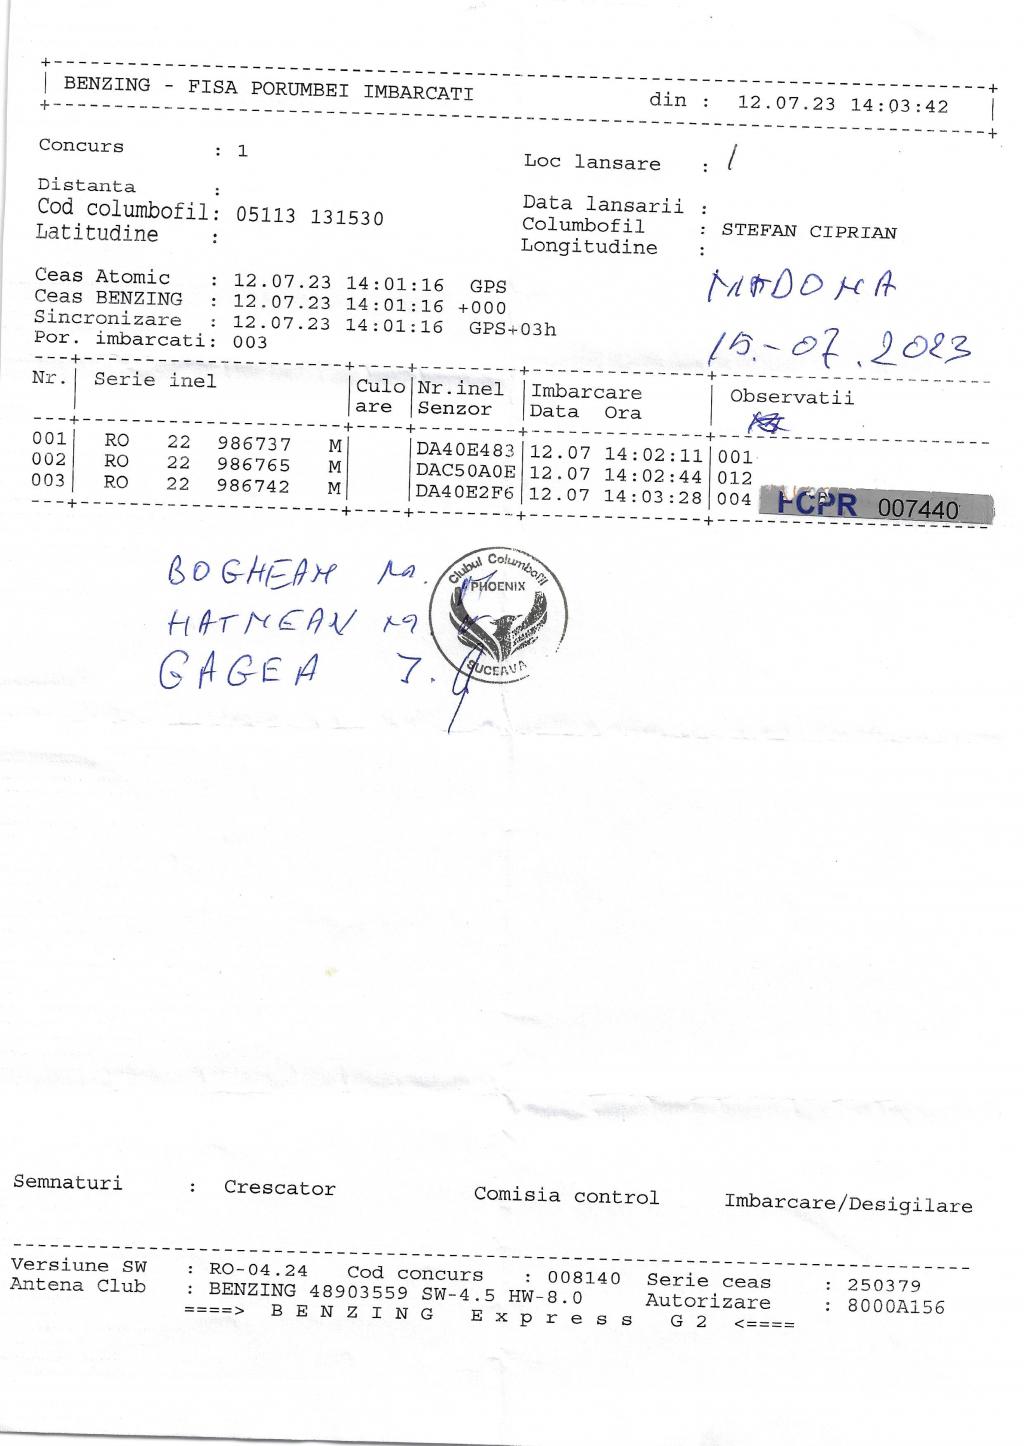 BENZING - FISA PORUMBEI IMBARCATI din : 12.07.23 14:03:42
Concurs : 1 Loc lansare : /
Distanta : Data lansarii :
Cod columbofil: 05113 131530 Columbofil : STEFAN CIPRIAN
Latitudine : Longitudine :
Ceas Atomic : 12.07.23 14:01:16 GPS
MADONA
Ceas BENZING : 12.07.23 14:01:16 +000
Sincronizare : 12.07.23 14:01:16 GPS+03h
Por. imbarcati: 003
15.-07.2023
Nr. Serie inel Culo Nr.inel Imbarcare Observatii
are Senzor Data Ora
001 RO 22 986737 M DA40E483 12.07 14:02:11 001
002 RO 22 986765 M DAC50A0E 12.07 14:02:44 012
003 RO 22 986742 M DA40E2F6 12.07 14:03:28 004 FCPR 007440
BOGHEAN
HATMEAN
GAGEA I.
Clubul Columbofil
PHOENIX
SUCEAVA
Semnaturi : Crescator Comisia control Imbarcare/Desigilare
Versiune SW : RO-04.24 Cod concurs : 008140 Serie ceas : 250379
Antena Club : BENZING 48903559 SW-4.5 HW-8.0 Autorizare : 8000A156
====> B E N Z I N G E x p r e s s G 2 <====